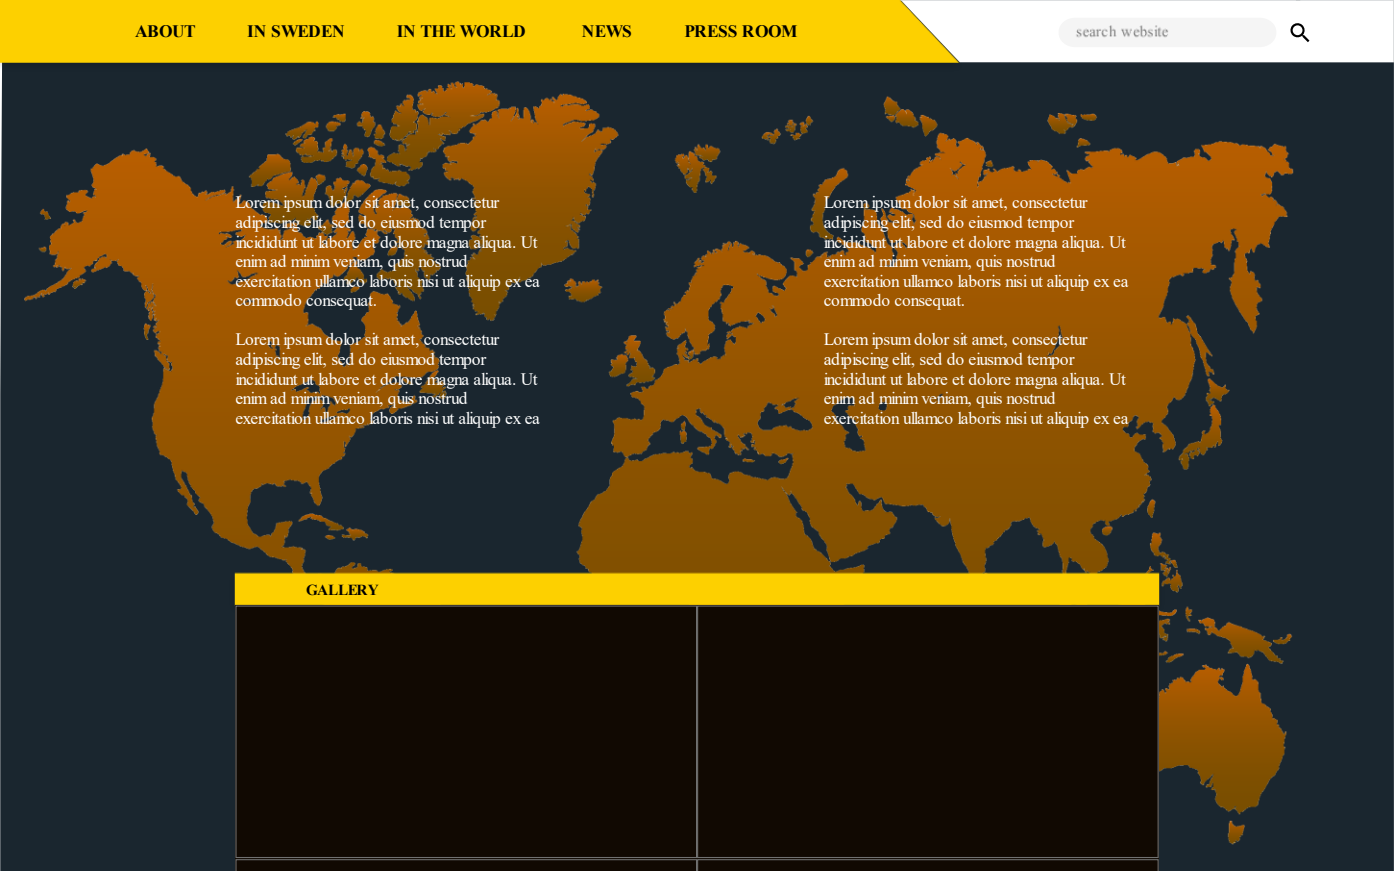 ABOUT IN SWEDEN IN THE WORLD NEWS PRESS ROOM search website
Lorem ipsum dolor sit amet, consectetur
adipiscing elit, sed do eiusmod tempor
incididunt ut labore et dolore magna aliqua. Ut
enim ad minim veniam, quis nostrud
exercitation ullamco laboris nisi ut aliquip ex ea
commodo consequat.
Lorem ipsum dolor sit amet, consectetur
adipiscing elit, sed do eiusmod tempor
incididunt ut labore et dolore magna aliqua. Ut
enim ad minim veniam, quis nostrud
exercitation ullamco laboris nisi ut aliquip ex ea
Lorem ipsum dolor sit amet, consectetur
adipiscing elit, sed do eiusmod tempor
incididunt ut labore et dolore magna aliqua. Ut
enim ad minim veniam, quis nostrud
exercitation ullamco laboris nisi ut aliquip ex ea
commodo consequat.
Lorem ipsum dolor sit amet, consectetur
adipiscing elit, sed do eiusmod tempor
incididunt ut labore et dolore magna aliqua. Ut
enim ad minim veniam, quis nostrud
exercitation ullamco laboris nisi ut aliquip ex ea
GALLERY